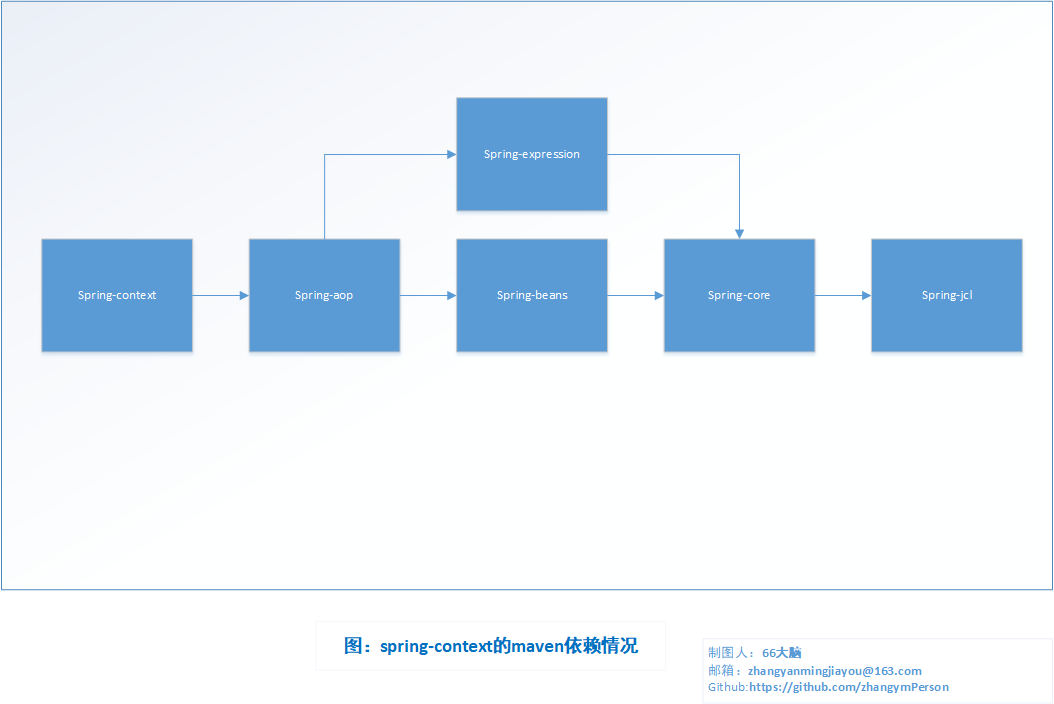 Spring-expression
Spring-context
Spring-aop
Spring-beans
Spring-core
Spring-jcl
图：spring-context的maven依赖情况
制图人：66大脑
邮箱：zhangyanmingjiayou@163.com
Github:https://github.com/zhangymPerson